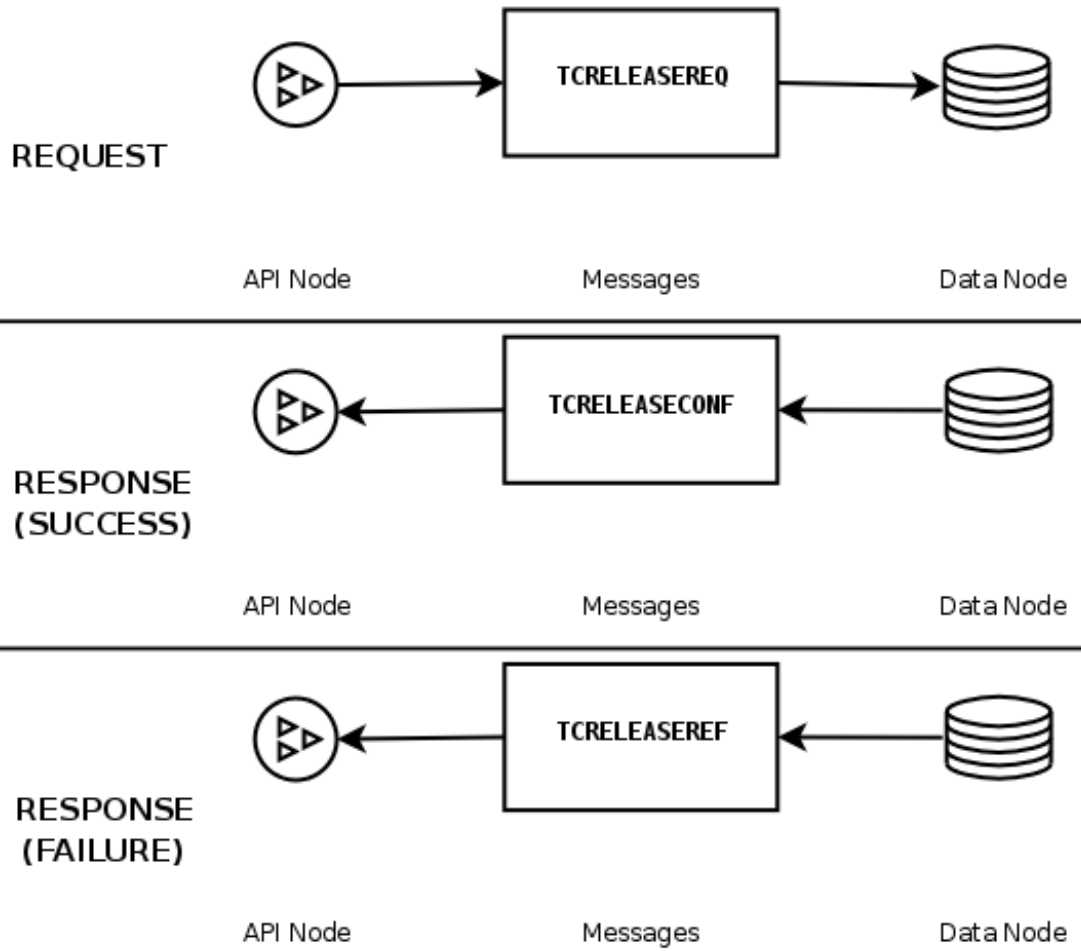 TCRELEASEREQ
REQUEST
API Node
Messages
Data Node
TCRELEASECONF
RESPONSE
(SUCCESS)
API Node
Messages
Data Node
TCRELEASEREF
RESPONSE
(FAILURE)
API Node
Messages
Data Node